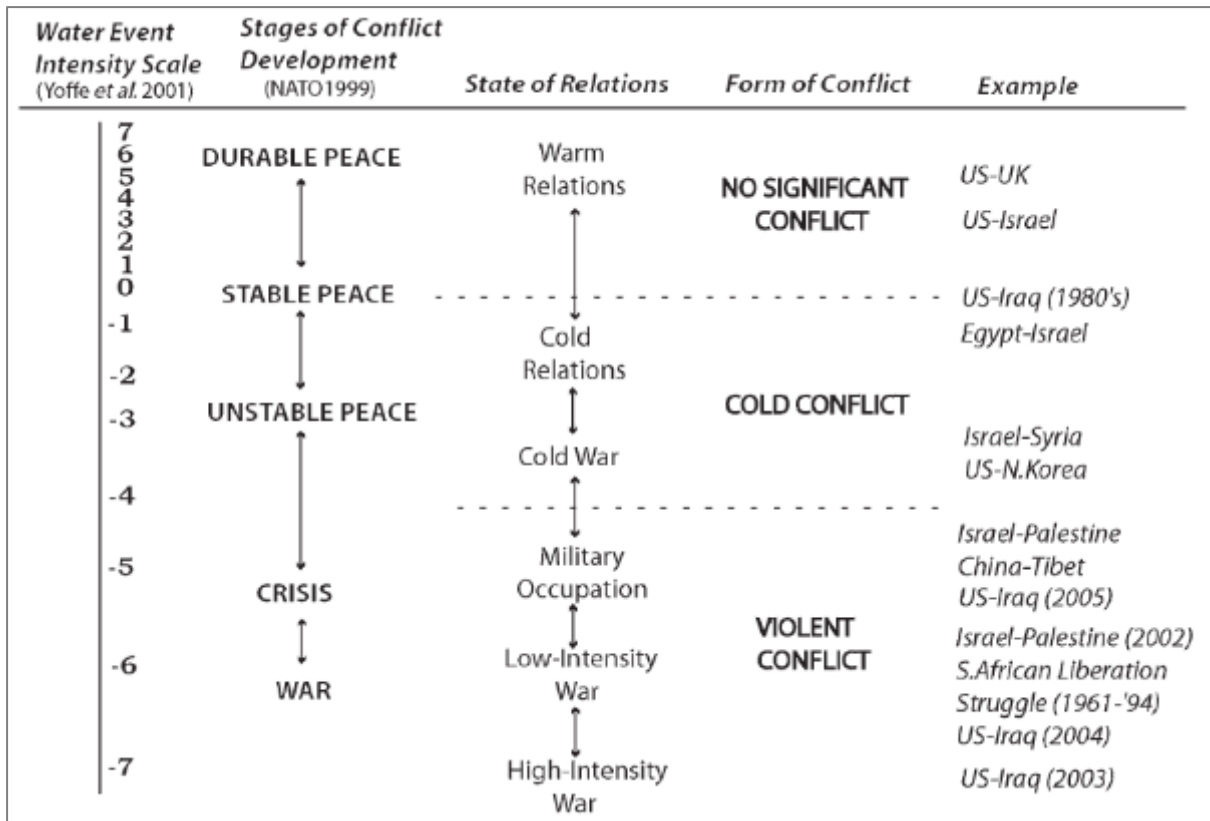 Water Event
Intensity Scale
(Yoffe et al. 2001)
Stages of Conflict
Development
(NATO1999)
State of Relations
Form of Conflict
Example
7
6
5
4
3
2
1
0
-1
-2
-3
-4
-5
-6
-7
DURABLE PEACE
STABLE PEACE
UNSTABLE PEACE
CRISIS
WAR
Warm
Relations
Cold
Relations
Cold War
Military
Occupation
Low-Intensity
War
High-Intensity
War
NO SIGNIFICANT
CONFLICT
COLD CONFLICT
VIOLENT
CONFLICT
US-UK
US-Israel
US-Iraq (1980's)
Egypt-Israel
Israel-Syria
US-N.Korea
Israel-Palestine
China-Tibet
US-Iraq (2005)
Israel-Palestine (2002)
S.African Liberation
Struggle (1961-'94)
US-Iraq (2004)
US-Iraq (2003)